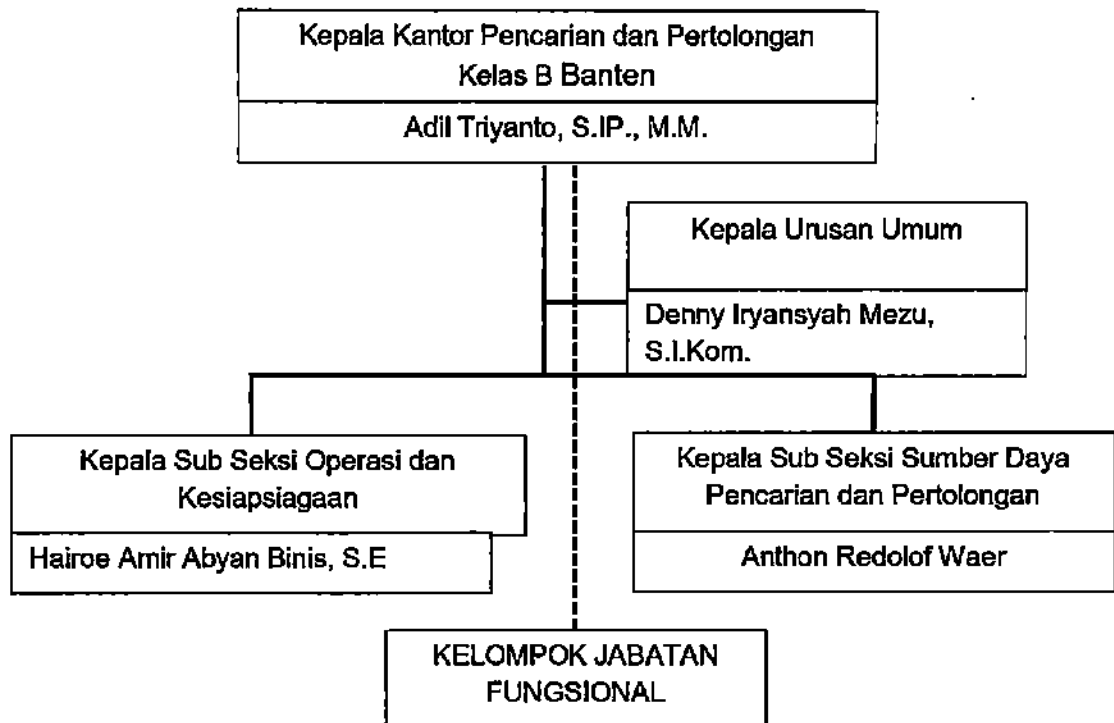 Kepala Kantor Pencarian dan Pertolongan
Kelas B Banten
Adil Triyanto, S.IP., M.M.
Kepala Urusan Umum
Denny Iryansyah Mezu,
S.I.Kom.
Kepala Sub Seksi Operasi dan
Kesiapsiagaan
Hairoe Amir Abyan Binis, S.E
Kepala Sub Seksi Sumber Daya
Pencarian dan Pertolongan
Anthon Redolof Waer
KELOMPOK JABATAN
FUNGSIONAL